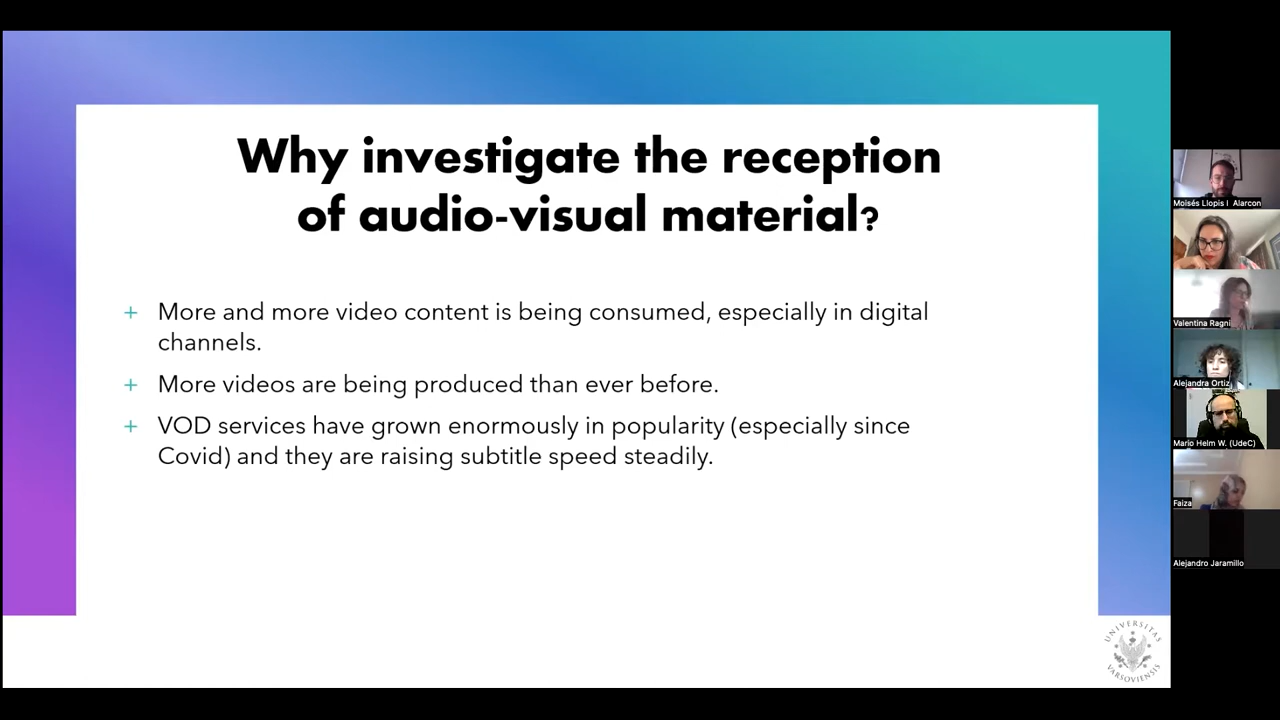 Why investigate the reception
of audio-visual material?
+ More and more video content is being consumed, especially in digital
channels.
+ More videos are being produced than ever before.
+ VOD services have grown enormously in popularity (especially since
Covid) and they are raising subtitle speed steadily.
UNIVERSITAS
VARSOVIENSIS
Moisés Llopis I Alarcon
Valentina Ragni
Alejandra Ortiz
Mario Helm W. (UdeC)
Faiza
Alejandro Jaramillo